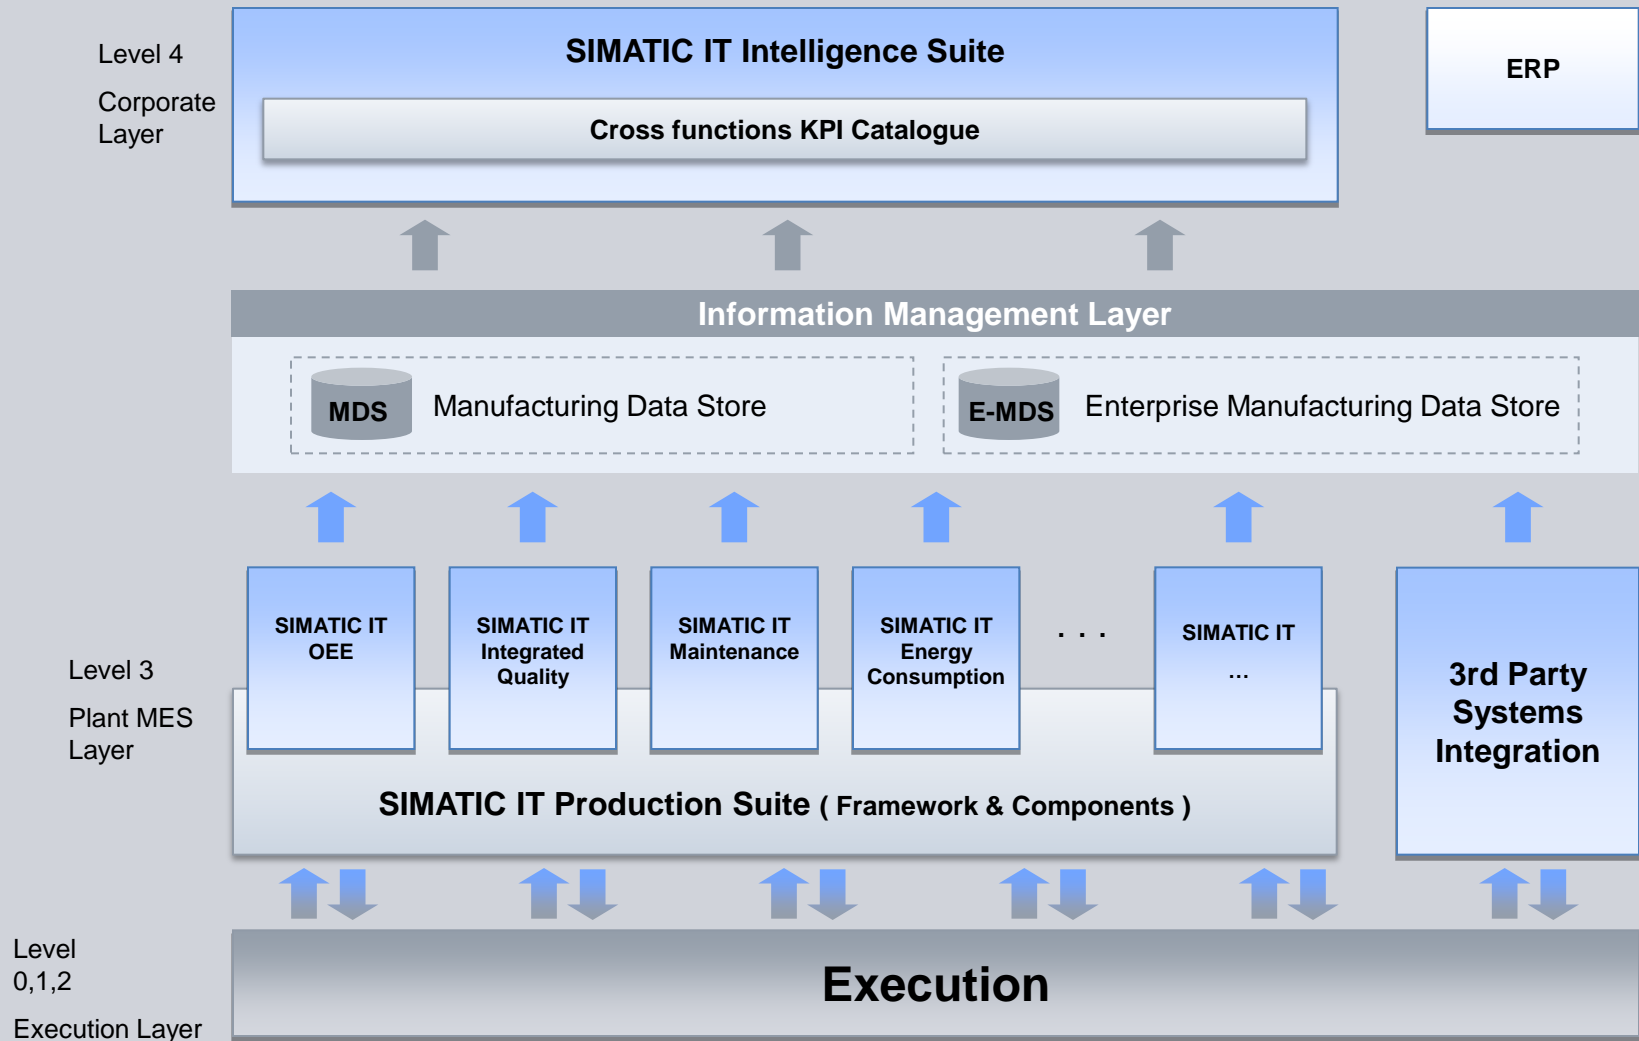 Level 4
Corporate
Layer
SIMATIC IT Intelligence Suite
Cross functions KPI Catalogue
ERP
Information Management Layer
MDS
Manufacturing Data Store
E-MDS
Enterprise Manufacturing Data Store
Level 3
Plant MES
Layer
SIMATIC IT
OEE
SIMATIC IT
Integrated
Quality
SIMATIC IT
Maintenance
SIMATIC IT
Energy
Consumption
. . .
SIMATIC IT
...
3rd Party
Systems
Integration
SIMATIC IT Production Suite ( Framework & Components )
Level
0,1,2
Execution Layer
Execution